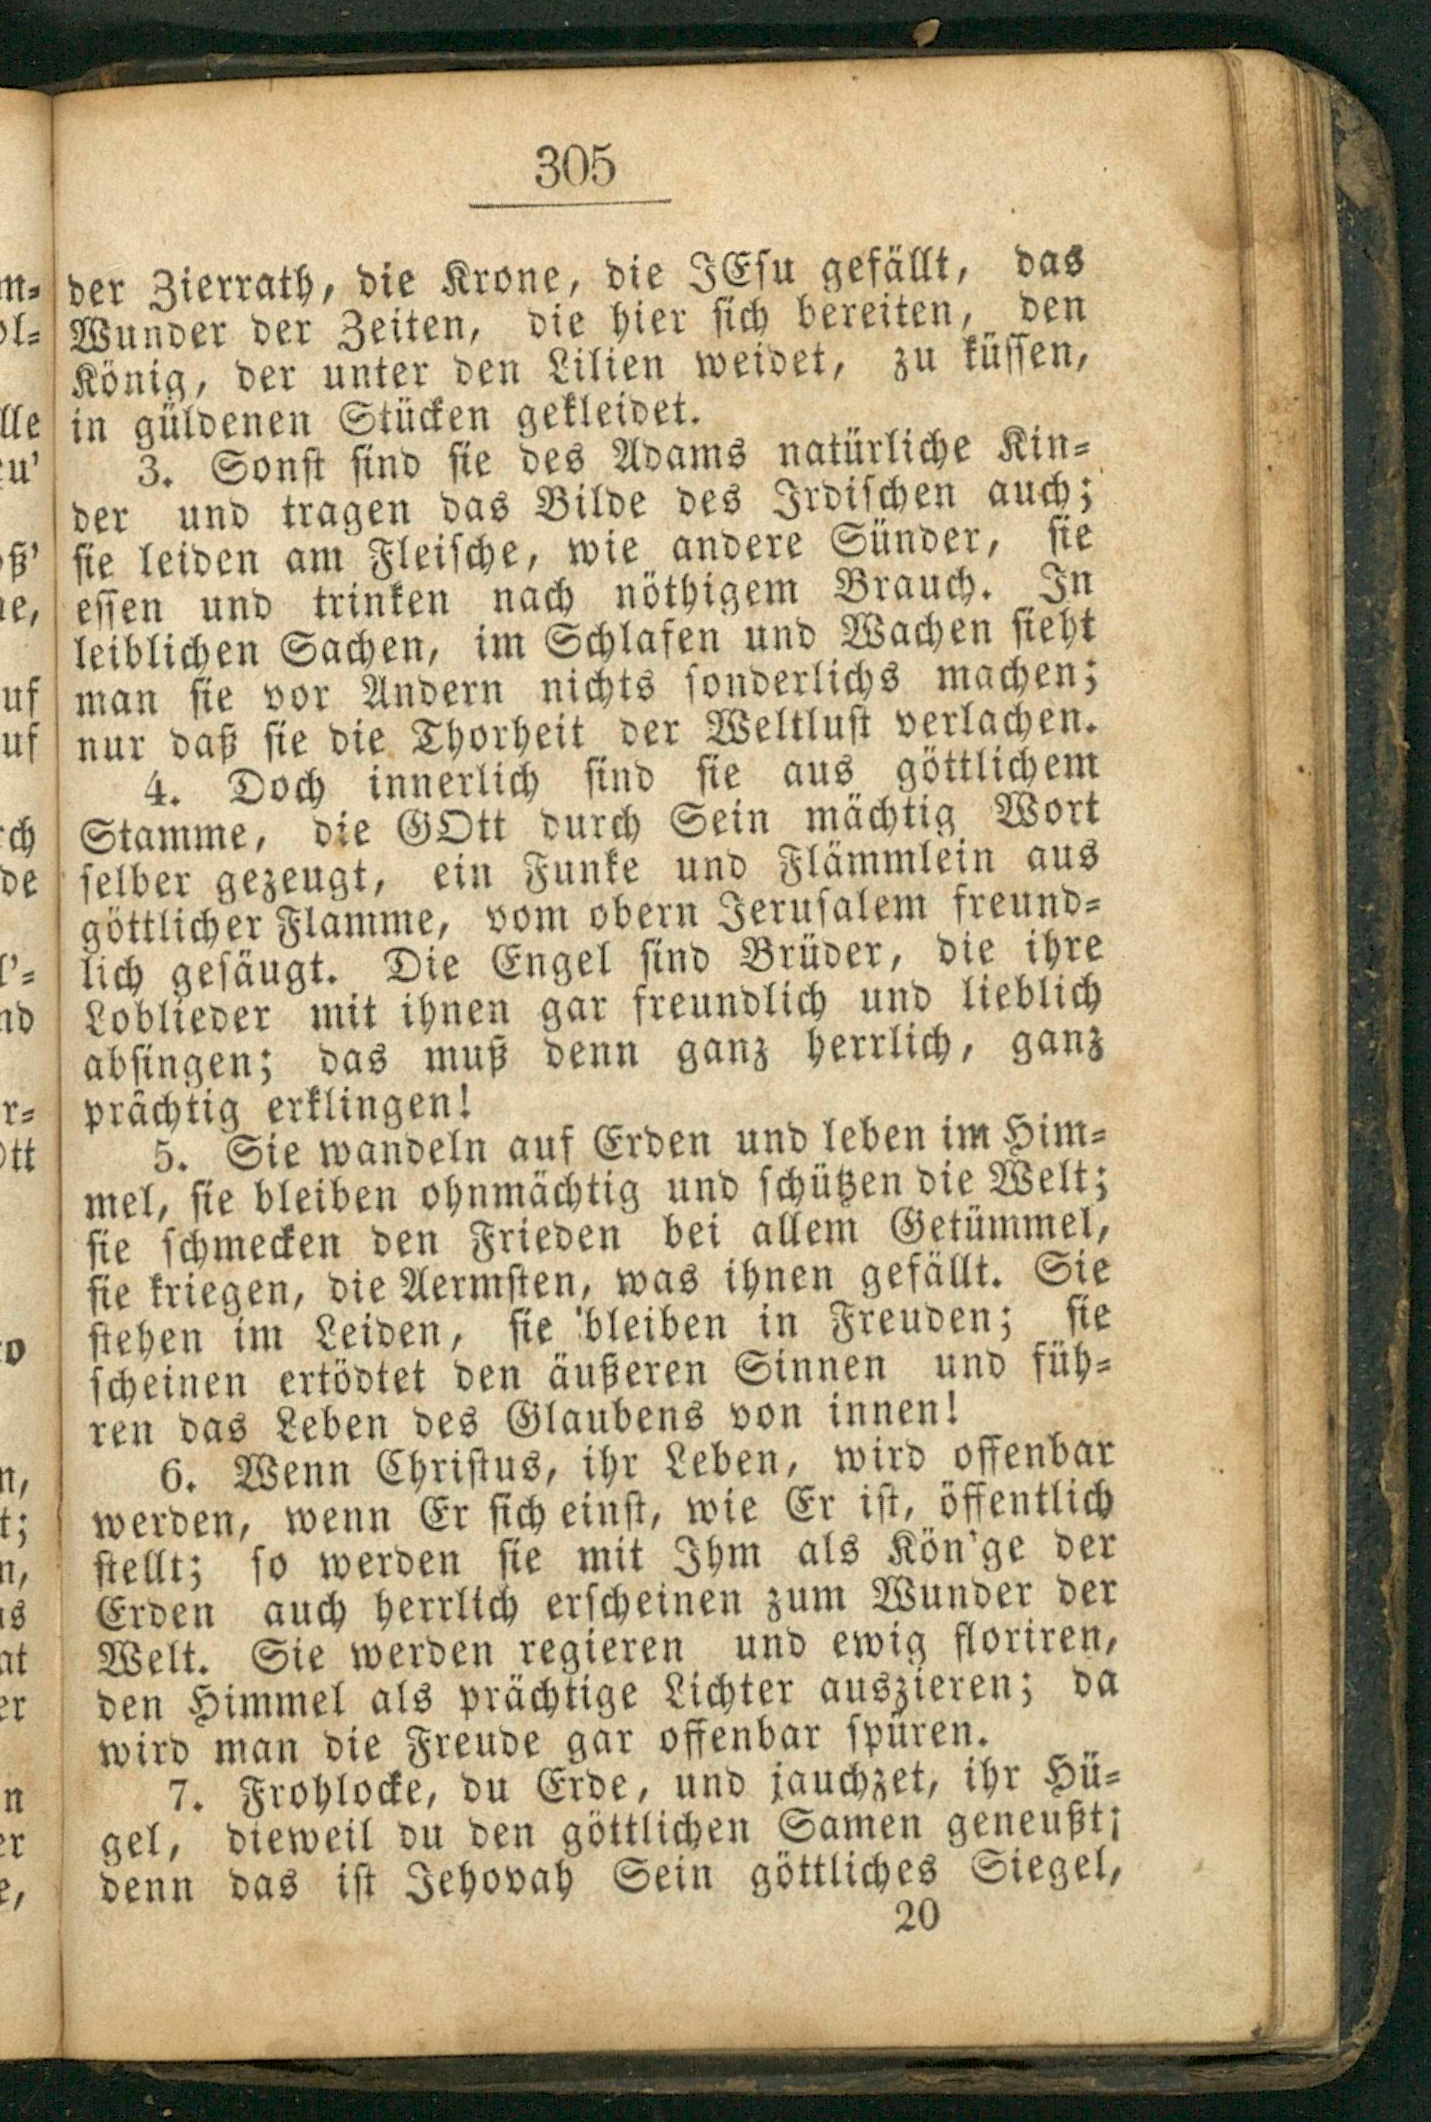 305
der Zierrath, die Krone, die JEsu gefällt, das
Wunder der Zeiten, die hier sich bereiten, den
König, der unter den Lilien weidet, zu küssen,
in güldenen Stücken gekleidet.
3. Sonst sind sie des Adams natürliche Kin-
der und tragen das Bilde des Irdischen auch;
sie leiden am Fleische, wie andere Sünder, sie
essen und trinken nach nöthigem Brauch. In
leiblichen Sachen, im Schlafen und Wachen sieht
man sie vor Andern nichts sonderlichs machen;
nur daß sie die Thorheit der Weltlust verlachen.
4. Doch innerlich sind sie aus göttlichem
Stamme, die GOtt durch Sein mächtig Wort
selber gezeugt, ein Funke und Flämmlein aus
göttlicher Flamme, vom obern Jerusalem freund-
lich gesäugt. Die Engel sind Brüder, die ihre
Loblieder mit ihnen gar freundlich und lieblich
absingen; das muß denn ganz herrlich, ganz
prächtig erklingen!
5. Sie wandeln auf Erden und leben im Him-
mel, sie bleiben ohnmächtig und schützen die Welt;
sie schmecken den Frieden bei allem Getümmel,
sie kriegen, die Aermsten, was ihnen gefällt. Sie
stehen im Leiden, sie bleiben in Freuden; sie
scheinen ertödtet den äußeren Sinnen und füh-
ren das Leben des Glaubens von innen!
6. Wenn Christus, ihr Leben, wird offenbar
werden, wenn Er sich einst, wie Er ist, öffentlich
stellt; so werden sie mit Ihm als Kön'ge der
Erden auch herrlich erscheinen zum Wunder der
Welt. Sie werden regieren und ewig floriren,
den Himmel als prächtige Lichter auszieren; da
wird man die Freude gar offenbar spüren.
7. Frohlocke, du Erde, und jauchzet, ihr Hü-
gel, dieweil du den göttlichen Samen geneußt;
denn das ist Jehovah Sein göttliches Siegel,
20